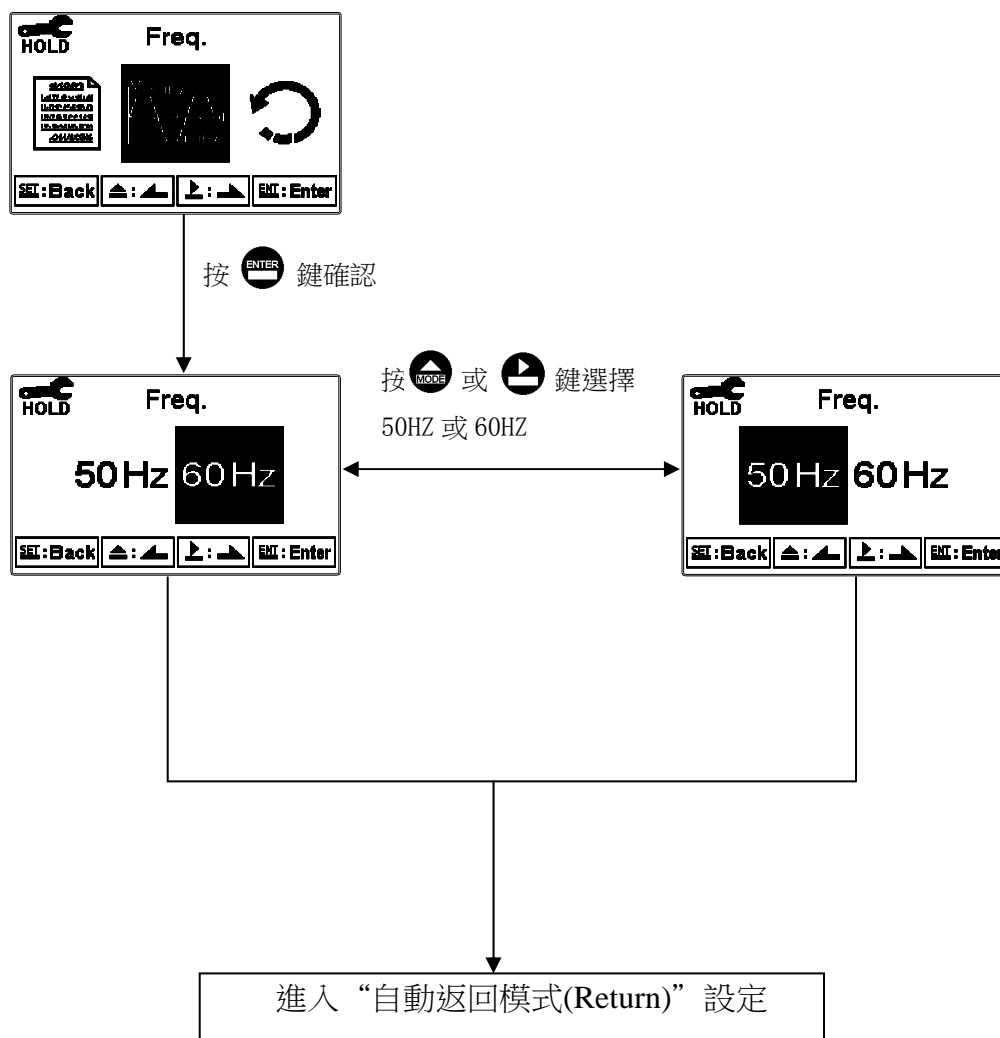 HOLD
Freq.
SET:Back
ENT:Enter
按 ENTER 鍵確認
按 MODE 或 鍵選擇
50HZ 或 60HZ
HOLD
Freq.
50Hz 60Hz
SET:Back
ENT:Enter
HOLD
Freq.
50Hz 60Hz
SET:Back
ENT:Enter
進入“自動返回模式(Return)”設定